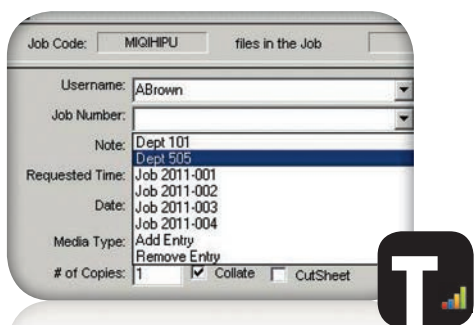 Job Code: MIQIHIPU files in the Job
Username: ABrown
Job Number:
Note: Dept 101
Dept 505
Requested Time: Job 2011-001
Job 2011-002
Date: Job 2011-003
Job 2011-004
Media Type: Add Entry
Remove Entry
# of Copies: 1 Collate CutSheet
T